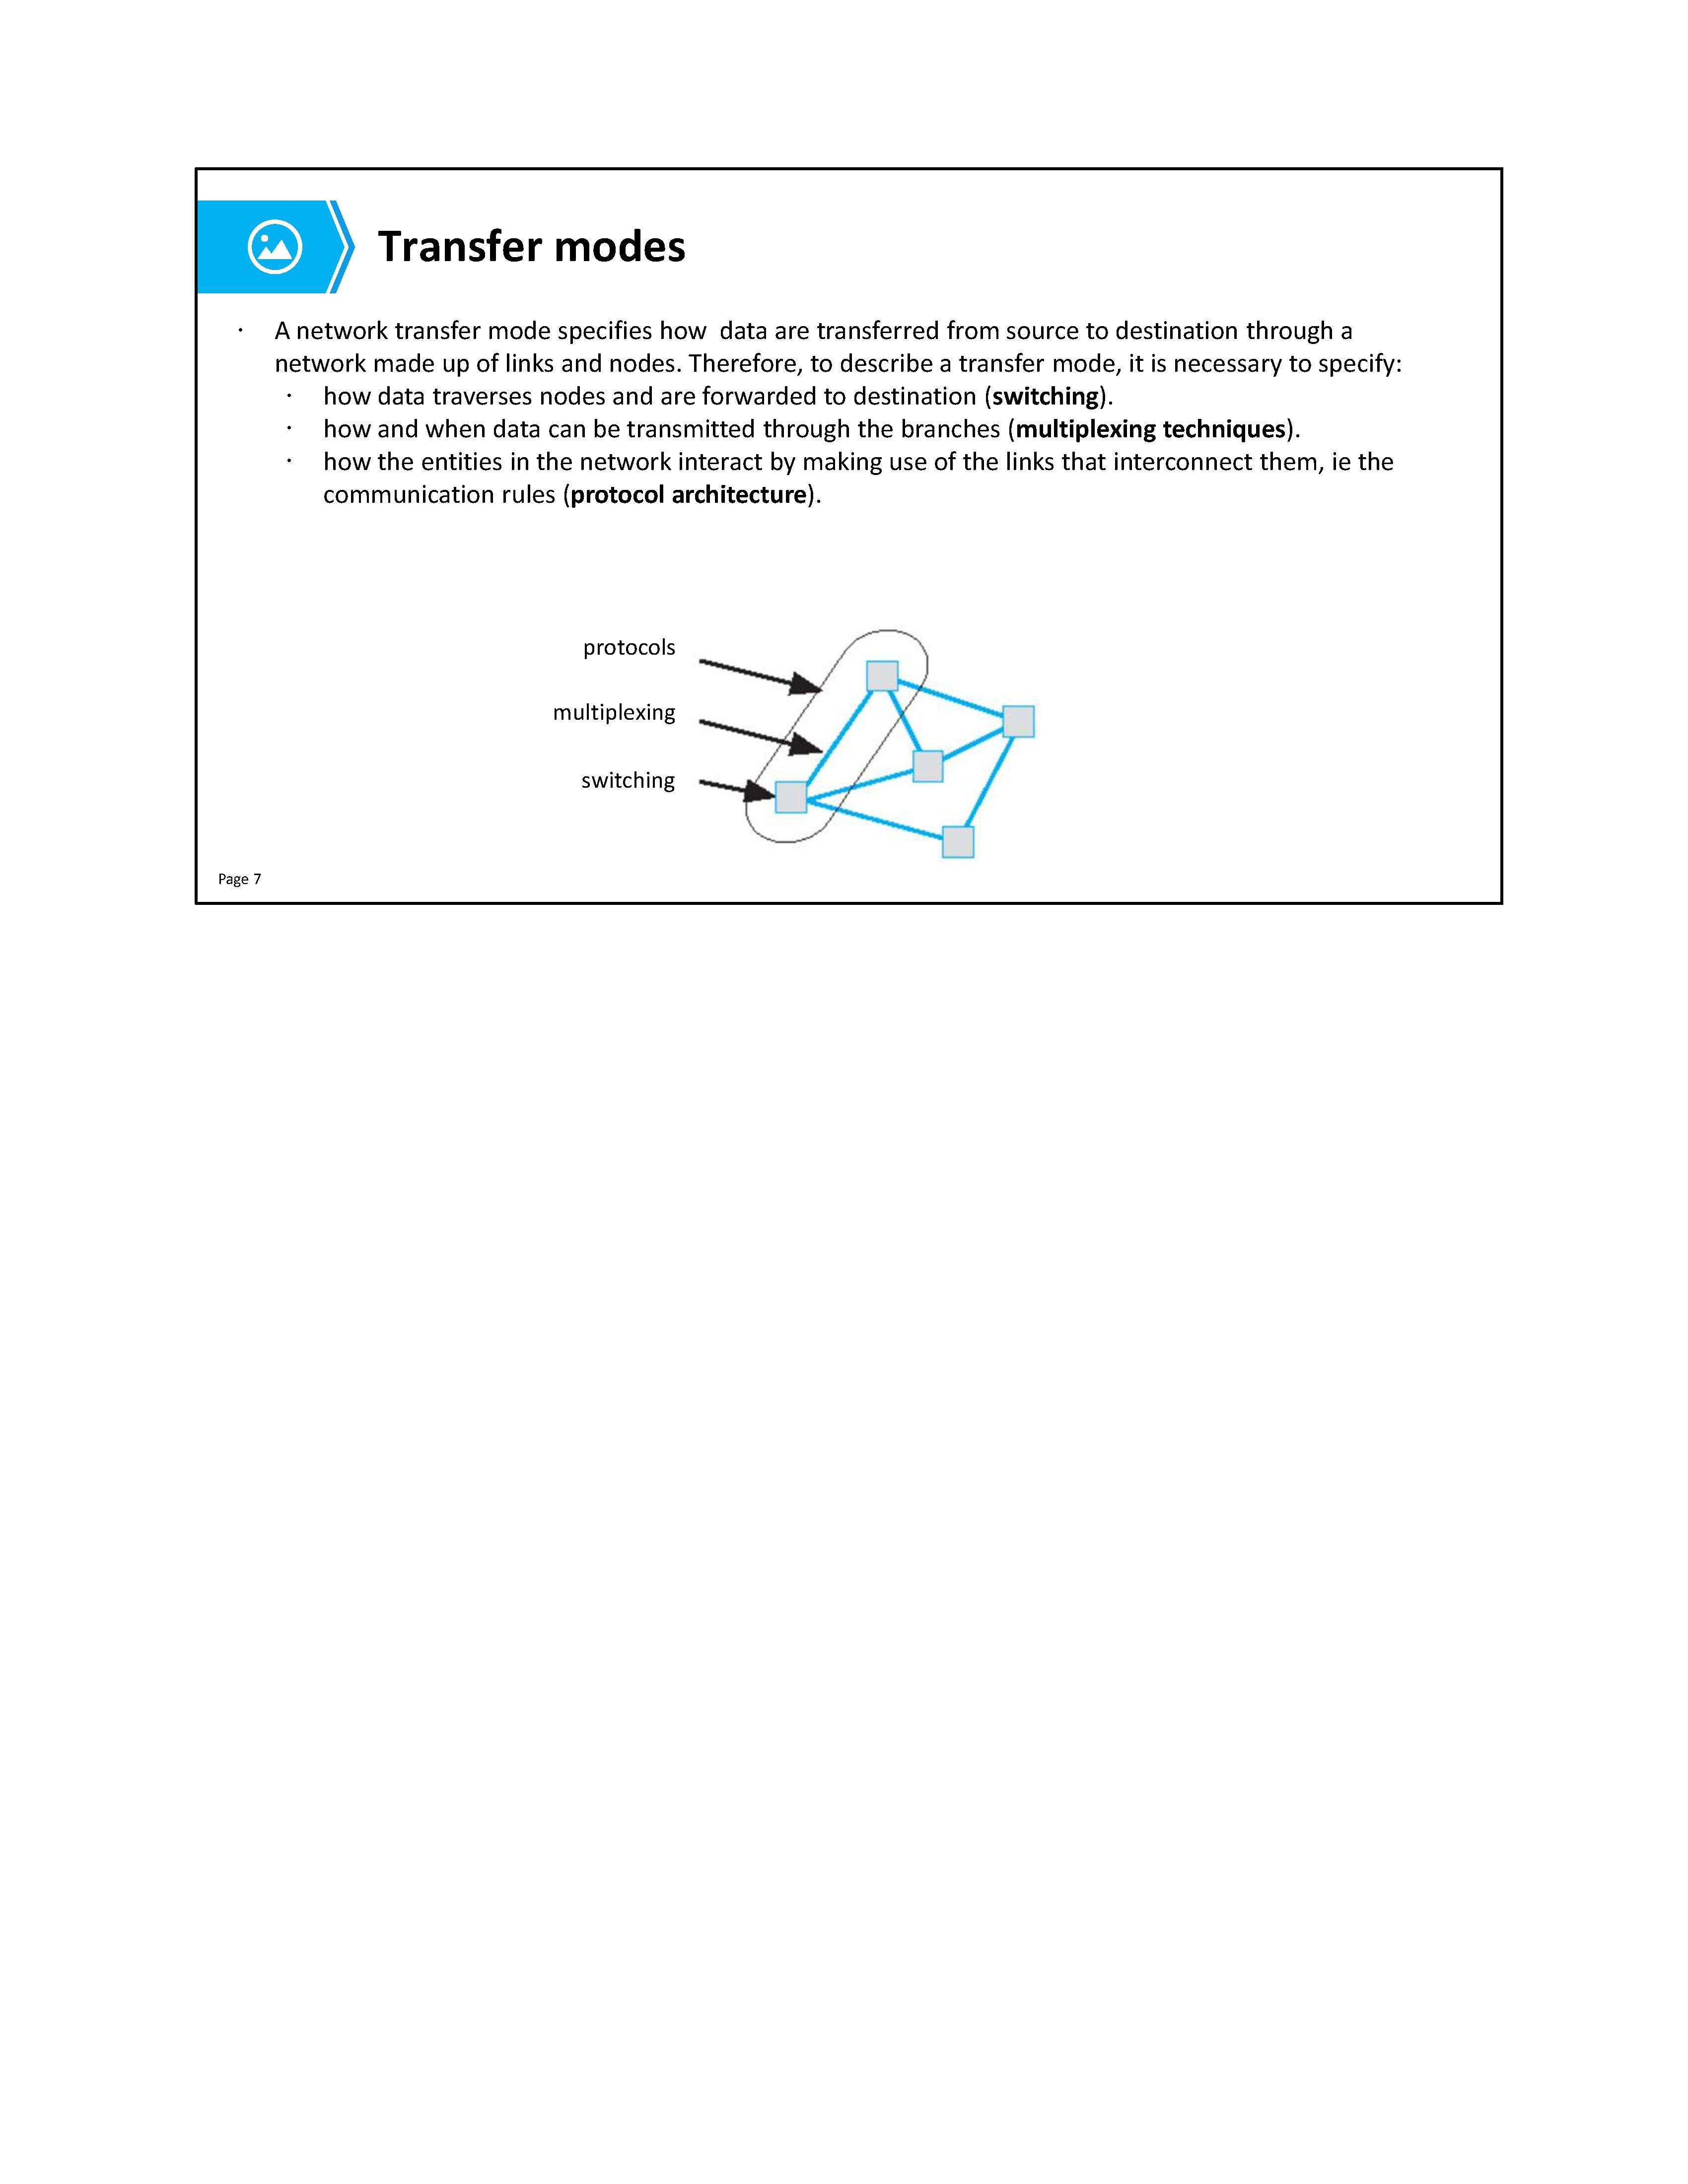 Transfer modes
· A network transfer mode specifies how  data are transferred from source to destination through a
network made up of links and nodes. Therefore, to describe a transfer mode, it is necessary to specify:
· how data traverses nodes and are forwarded to destination (switching).
· how and when data can be transmitted through the branches (multiplexing techniques).
· how the entities in the network interact by making use of the links that interconnect them, ie the
communication rules (protocol architecture).
protocols
multiplexing
switching
Page 7